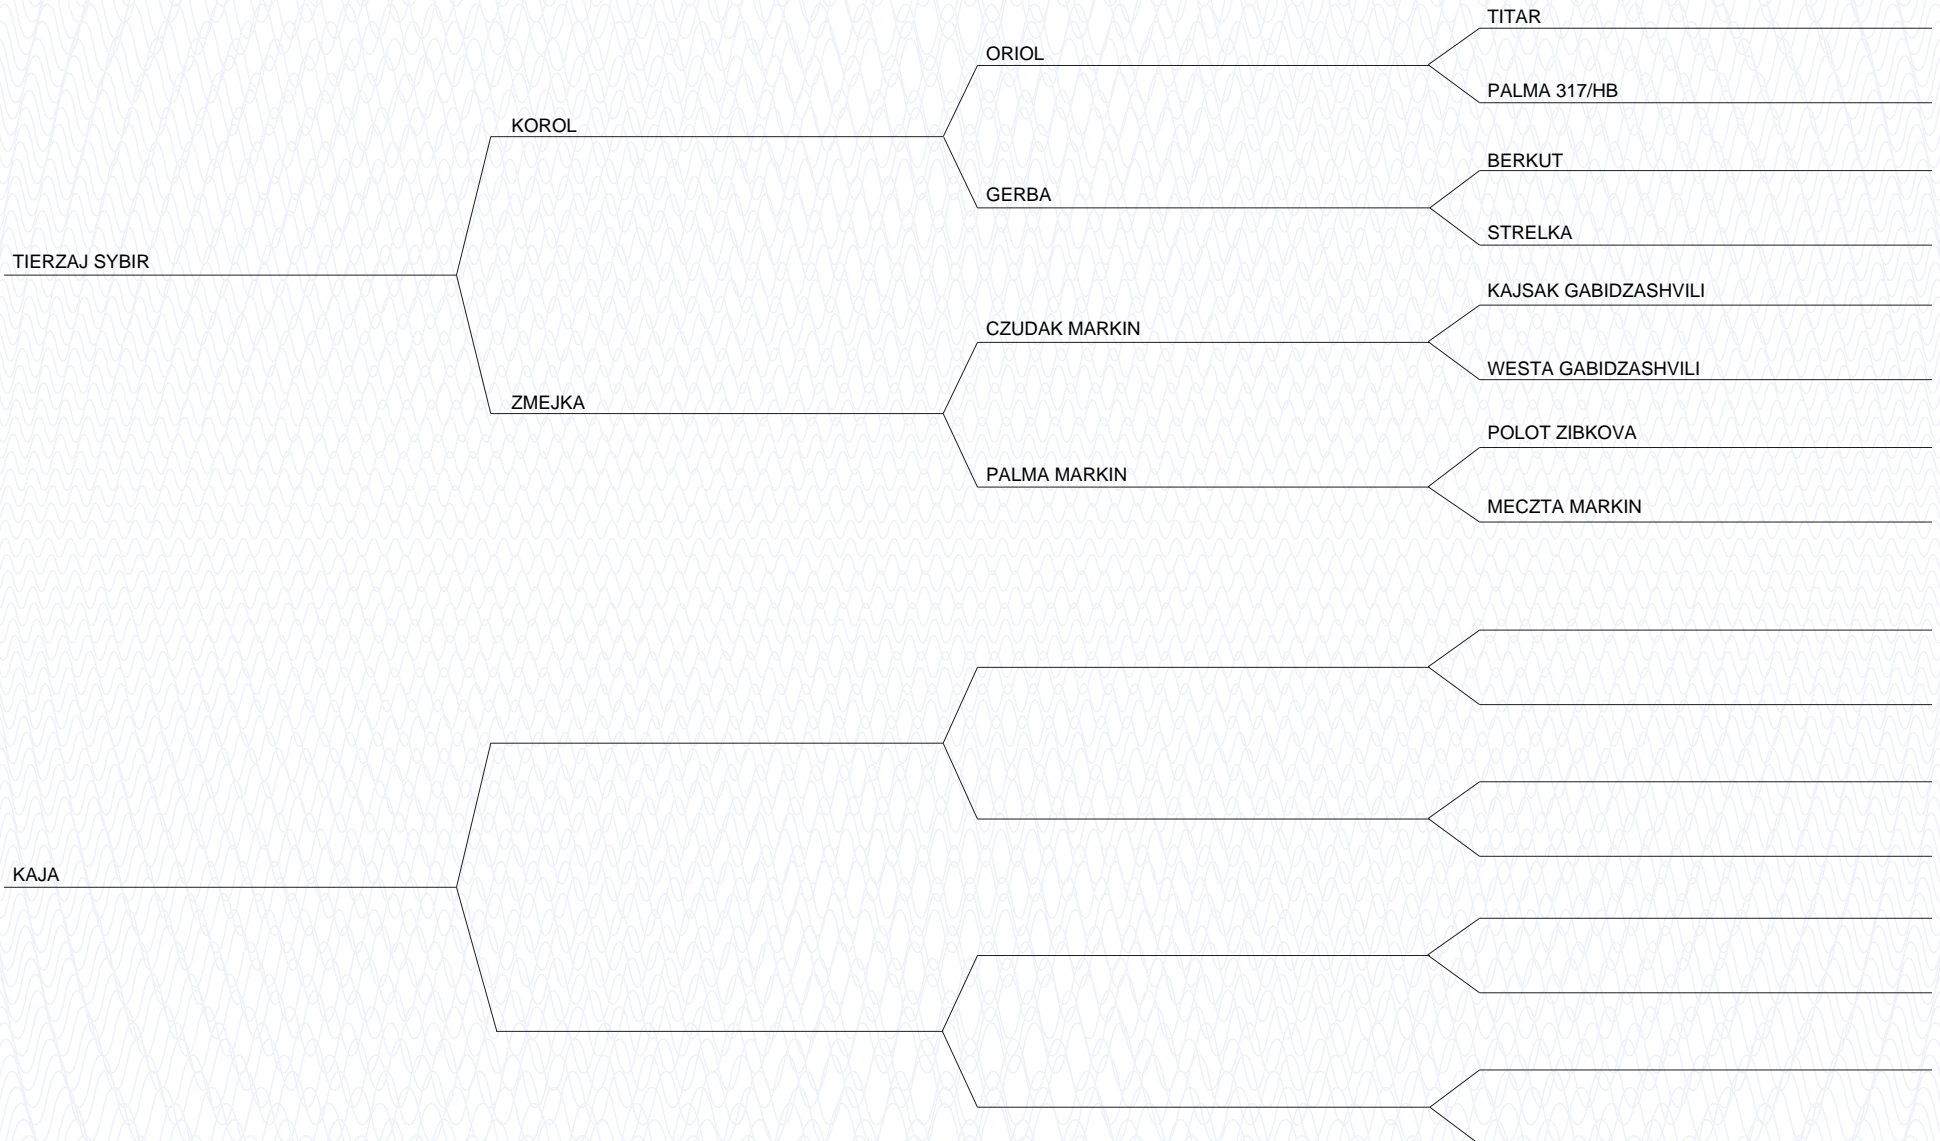 TITAR
ORIOL
PALMA 317/HB
KOROL
BERKUT
GERBA
STRELKA
TIERZAJ SYBIR
KAJSAK GABIDZASHVILI
CZUDAK MARKIN
WESTA GABIDZASHVILI
ZMEJKA
POLOT ZIBKOVA
PALMA MARKIN
MECZTA MARKIN
KAJA